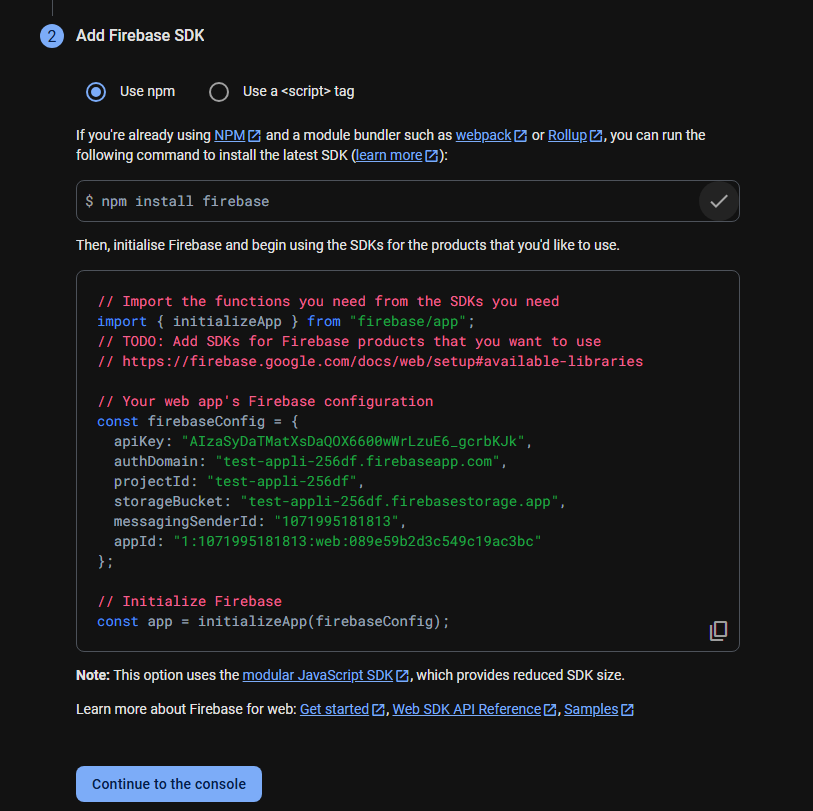 2 Add Firebase SDK
Use npm Use a <script> tag
If you're already using NPM and a module bundler such as webpack or Rollup, you can run the
following command to install the latest SDK (learn more):
$ npm install firebase
Then, initialise Firebase and begin using the SDKs for the products that you'd like to use.
// Import the functions you need from the SDKs you need
import { initializeApp } from "firebase/app";
// TODO: Add SDKs for Firebase products that you want to use
// https://firebase.google.com/docs/web/setup#available-libraries
// Your web app's Firebase configuration
const firebaseConfig = {
  apiKey: "AIzaSyDaTMatXsDaQOX6600wWrLzuE6_gcrbKJk",
  authDomain: "test-appli-256df.firebaseapp.com",
  projectId: "test-appli-256df",
  storageBucket: "test-appli-256df.firebasestorage.app",
  messagingSenderId: "1071995181813",
  appId: "1:1071995181813:web:089e59b2d3c549c19ac3bc"
};
// Initialize Firebase
const app = initializeApp(firebaseConfig);
Note: This option uses the modular JavaScript SDK, which provides reduced SDK size.
Learn more about Firebase for web: Get started, Web SDK API Reference, Samples
Continue to the console